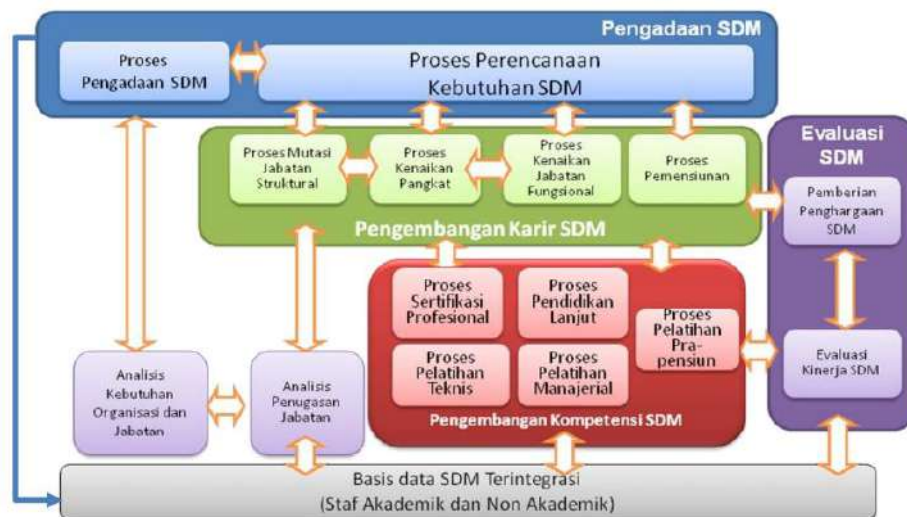 Pengadaan SDM
Proses
Pengadaan SDM
Proses Perencanaan
Kebutuhan SDM
Proses Mutasi
Jabatan
Struktural
Proses
Kenaikan
Pangkat
Proses
Kenaikan
Jabatan
Fungsional
Proses
Pemensiunan
Pengembangan Karir SDM
Evaluasi
SDM
Pemberian
Penghargaan
SDM
Evaluasi
Kinerja SDM
Proses
Sertifikasi
Profesional
Proses
Pendidikan
Lanjut
Proses
Pelatihan
Pra-
pensiun
Proses
Pelatihan
Teknis
Proses
Pelatihan
Manajerial
Pengembangan Kompetensi SDM
Analisis
Kebutuhan
Organisasi dan
Jabatan
Analisis
Penugasan
Jabatan
Basis data SDM Terintegrasi
(Staf Akademik dan Non Akademik)